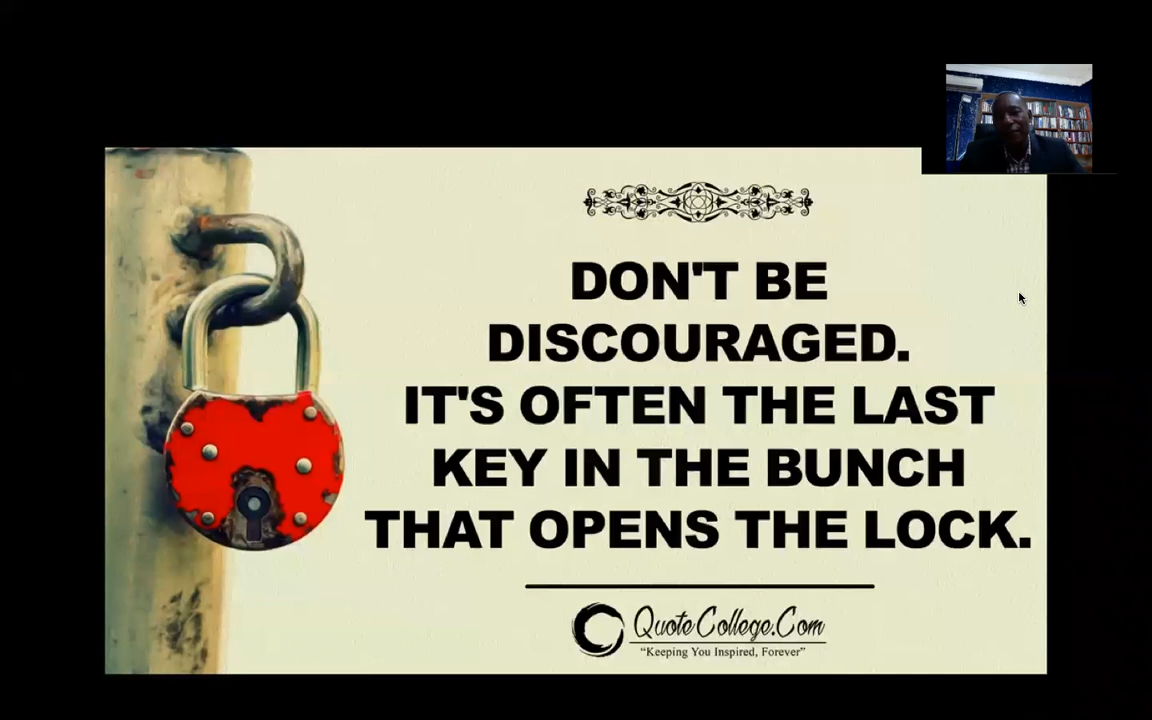 DON'T BE
DISCOURAGED.
IT'S OFTEN THE LAST
KEY IN THE BUNCH
THAT OPENS THE LOCK.
QuoteCollege.Com
“Keeping You Inspired, Forever”